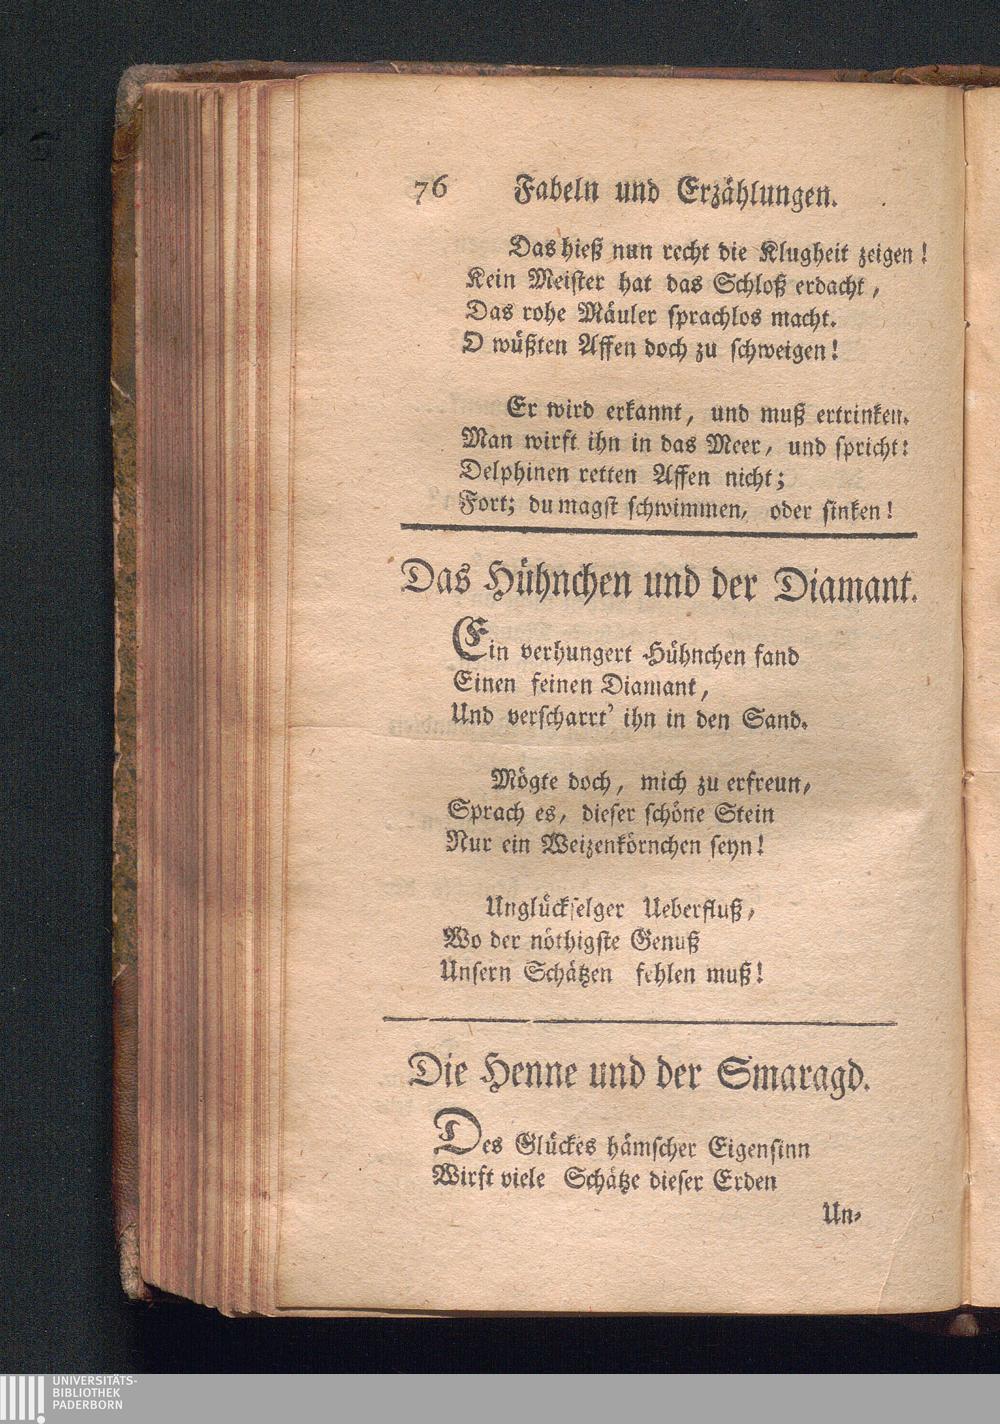 76 Fabeln und Erzählungen.
Das hieß nun recht die Klugheit zeigen!
Kein Meiſter hat das Schloß erdacht,
Das rohe Mäuler ſprachlos macht.
O wüßten Affen doch zu ſchweigen!
Er wird erkannt, und muß ertrinken.
Man wirft ihn in das Meer, und ſpricht:
Delphinen retten Affen nicht;
Fort; du magſt ſchwimmen, oder ſinken!
Das Hühnchen und der Diamant.
Ein verhungert Hühnchen fand
Einen feinen Diamant,
Und verſcharrt’ ihn in den Sand.
Mögte doch, mich zu erfreun,
Sprach es, dieſer ſchöne Stein
Nur ein Weizenkörnchen ſeyn!
Unglückſelger Ueberfluß,
Wo der nöthigſte Genuß
Unſern Schätzen fehlen muß!
Die Henne und der Smaragd.
Des Glückes hämſcher Eigenſinn
Wirft viele Schätze dieſer Erden
Un-
UNIVERSITÄTS-
BIBLIOTHEK
PADERBORN